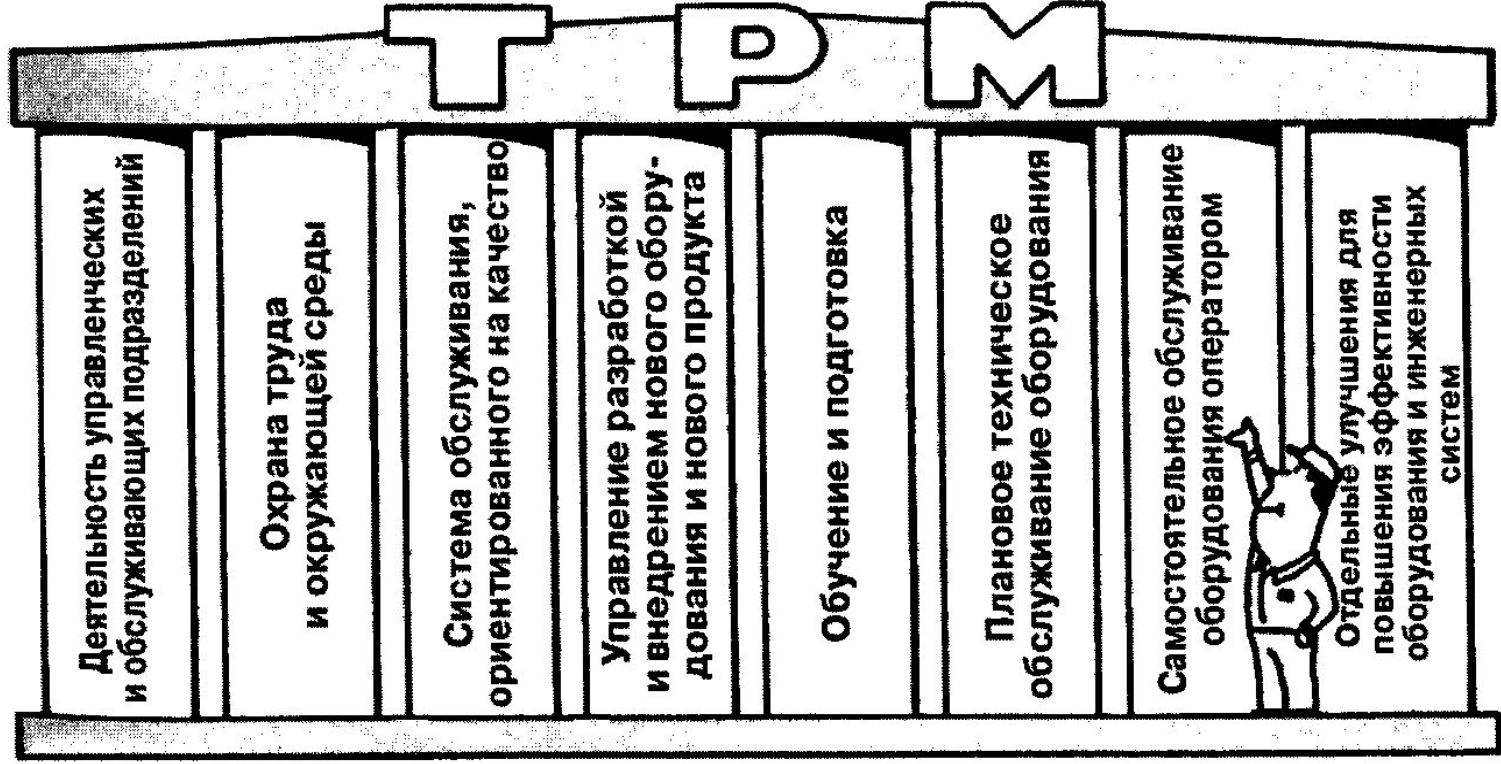 TPM
Деятельность управленческих
и обслуживающих подразделений
Охрана труда
и окружающей среды
Система обслуживания,
ориентированного на качество
Управление разработкой
и внедрением нового обору-
дования и нового продукта
Обучение и подготовка
Плановое техническое
обслуживание оборудования
Самостоятельное обслуживание
оборудования оператором
Отдельные улучшения для
повышения эффективности
оборудования и инженерных
систем